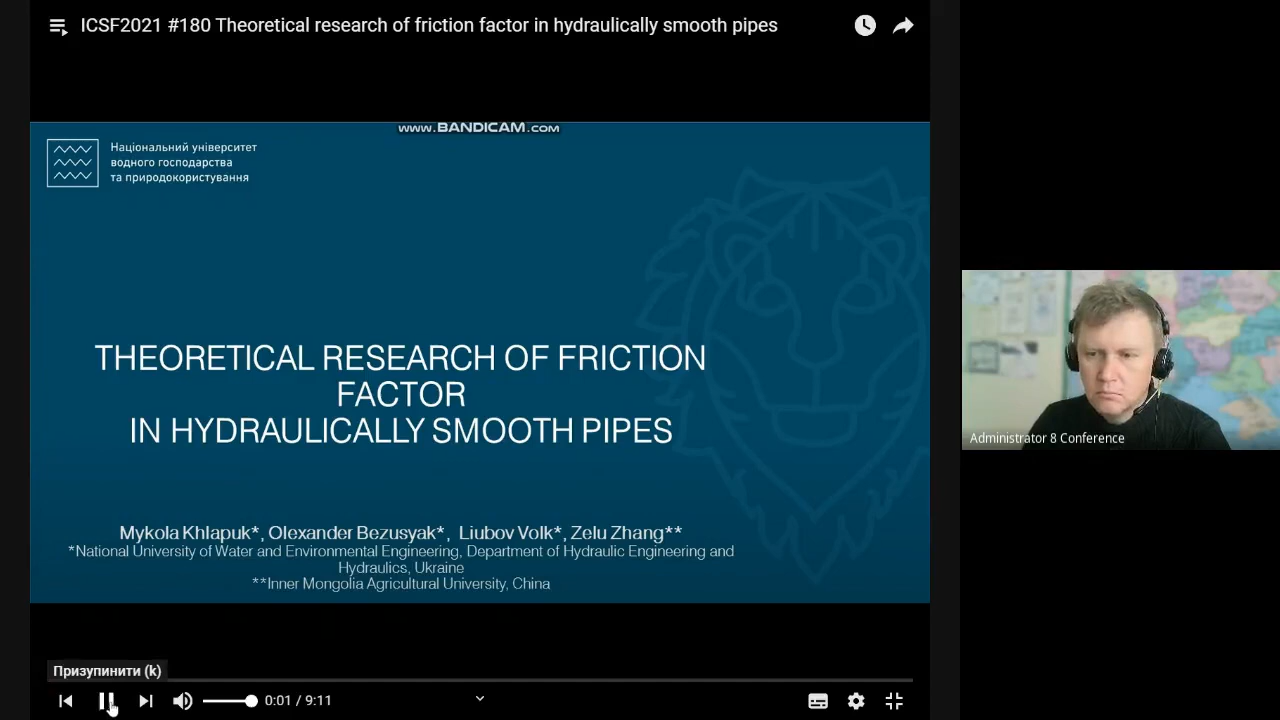 ICSF2021 #180 Theoretical research of friction factor in hydraulically smooth pipes
WWW.BANDICAM.COM
Національний університет
водного господарства
та природокористування
THEORETICAL RESEARCH OF FRICTION
FACTOR
IN HYDRAULICALLY SMOOTH PIPES
Mykola Khlapuk*, Olexander Bezusyak*, Liubov Volk*, Zelu Zhang**
*National University of Water and Environmental Engineering, Department of Hydraulic Engineering and
Hydraulics, Ukraine
**Inner Mongolia Agricultural University, China
Administrator 8 Conference
Призупинити (k)
0:01 / 9:11